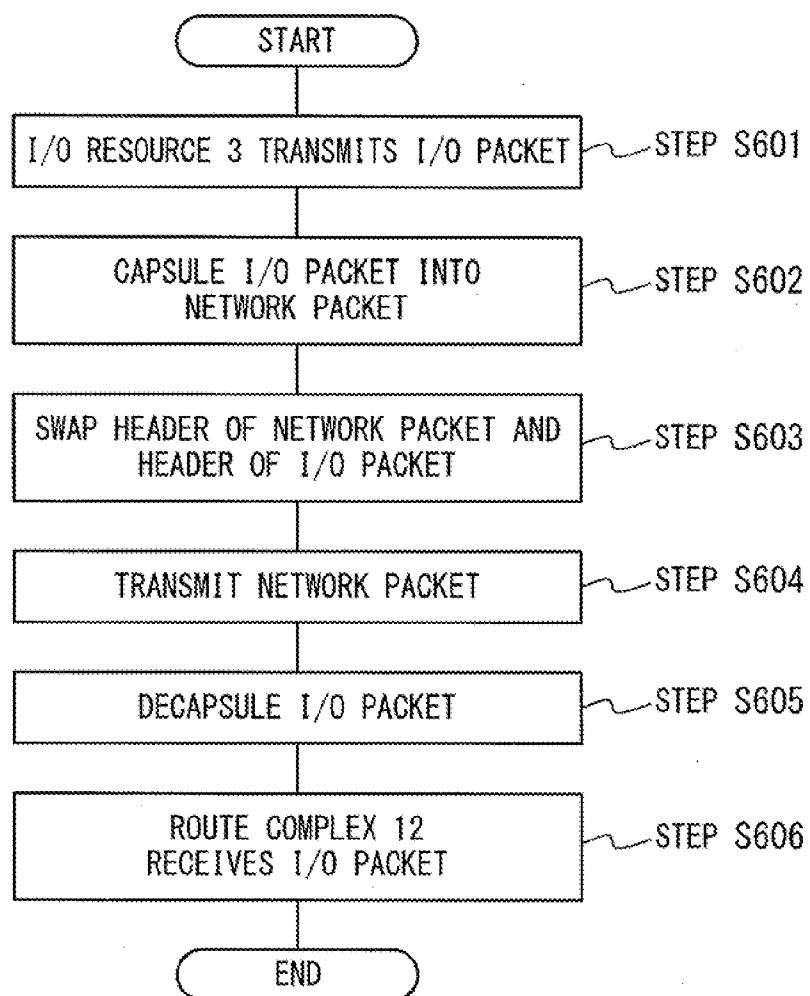 START
I/O RESOURCE 3 TRANSMITS I/O PACKET
STEP S601
CAPSULE I/O PACKET INTO
NETWORK PACKET
STEP S602
SWAP HEADER OF NETWORK PACKET AND
HEADER OF I/O PACKET
STEP S603
TRANSMIT NETWORK PACKET
STEP S604
DECAPSULE I/O PACKET
STEP S605
ROUTE COMPLEX 12
RECEIVES I/O PACKET
STEP S606
END